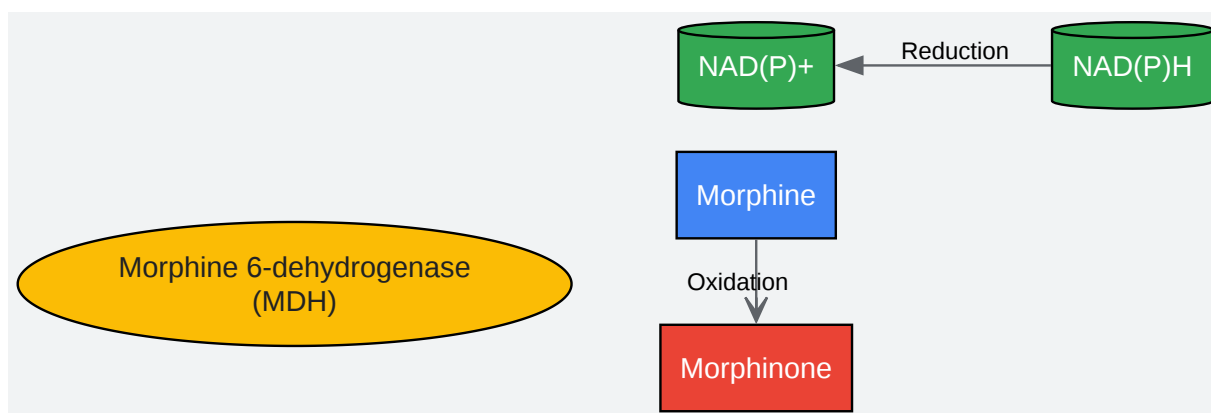 NAD(P)+
Reduction
NAD(P)H
Morphine
Morphine 6-dehydrogenase
(MDH)
Oxidation
Morphinone